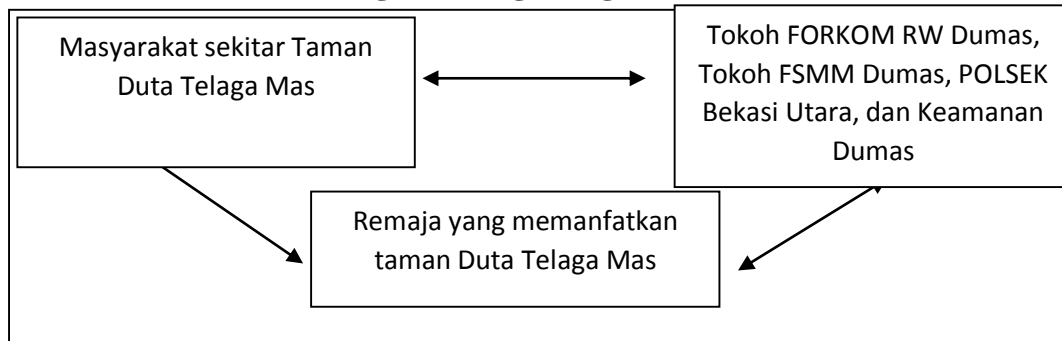 Masyarakat sekitar Taman
Duta Telaga Mas
Tokoh FORKOM RW Dumas,
Tokoh FSMM Dumas, POLSEK
Bekasi Utara, dan Keamanan
Dumas
Remaja yang memanfatkan
taman Duta Telaga Mas